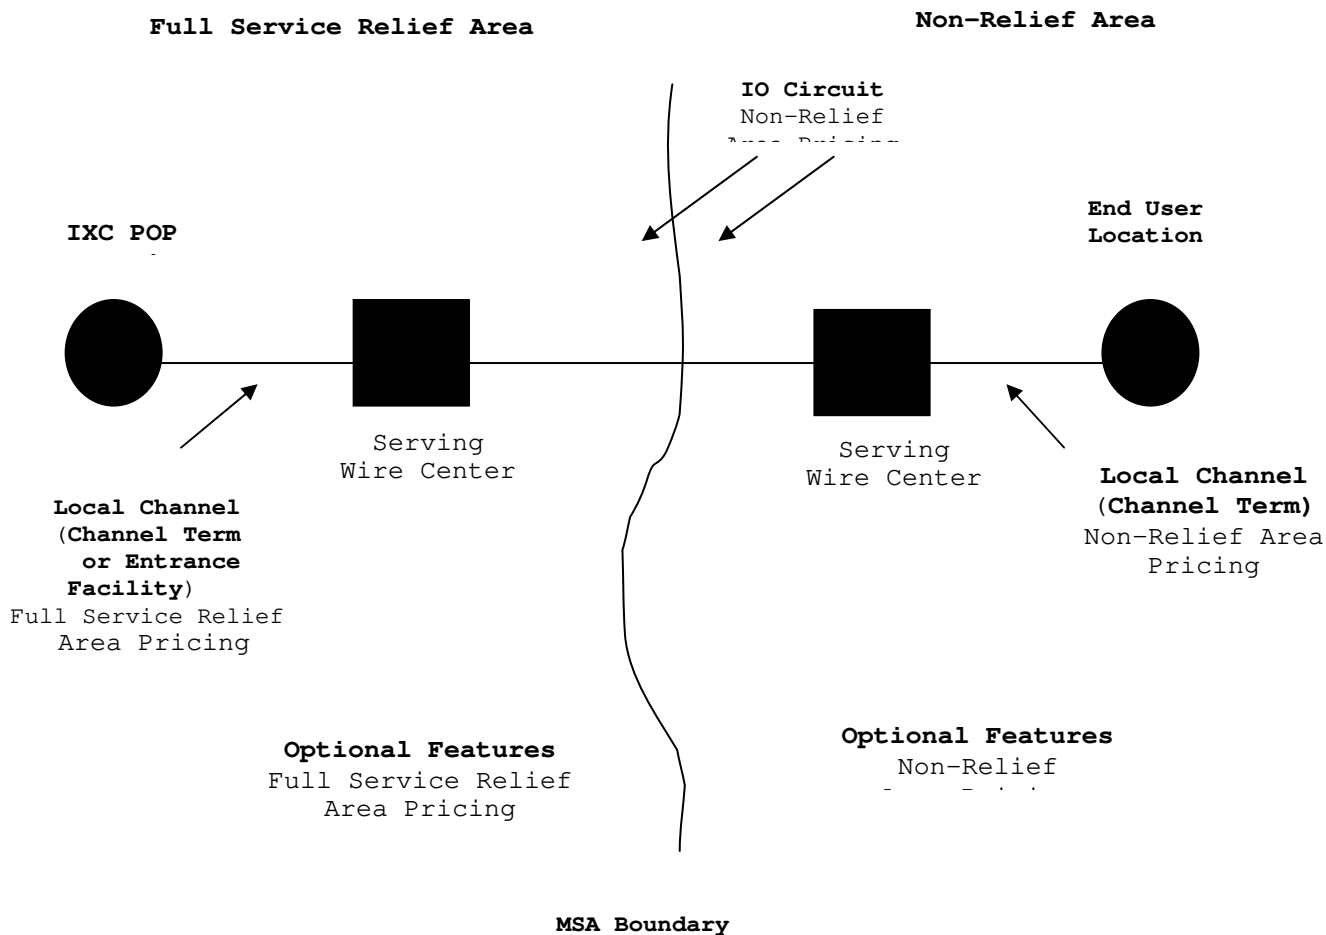 Full Service Relief Area
Non-Relief Area
IO Circuit
Non-Relief
Area Pricing
IXC POP
End User
Location
Serving
Wire Center
Serving
Wire Center
Local Channel
(Channel Term
or Entrance
Facility)
Full Service Relief
Area Pricing
Local Channel
(Channel Term)
Non-Relief Area
Pricing
Optional Features
Full Service Relief
Area Pricing
Optional Features
Non-Relief
MSA Boundary